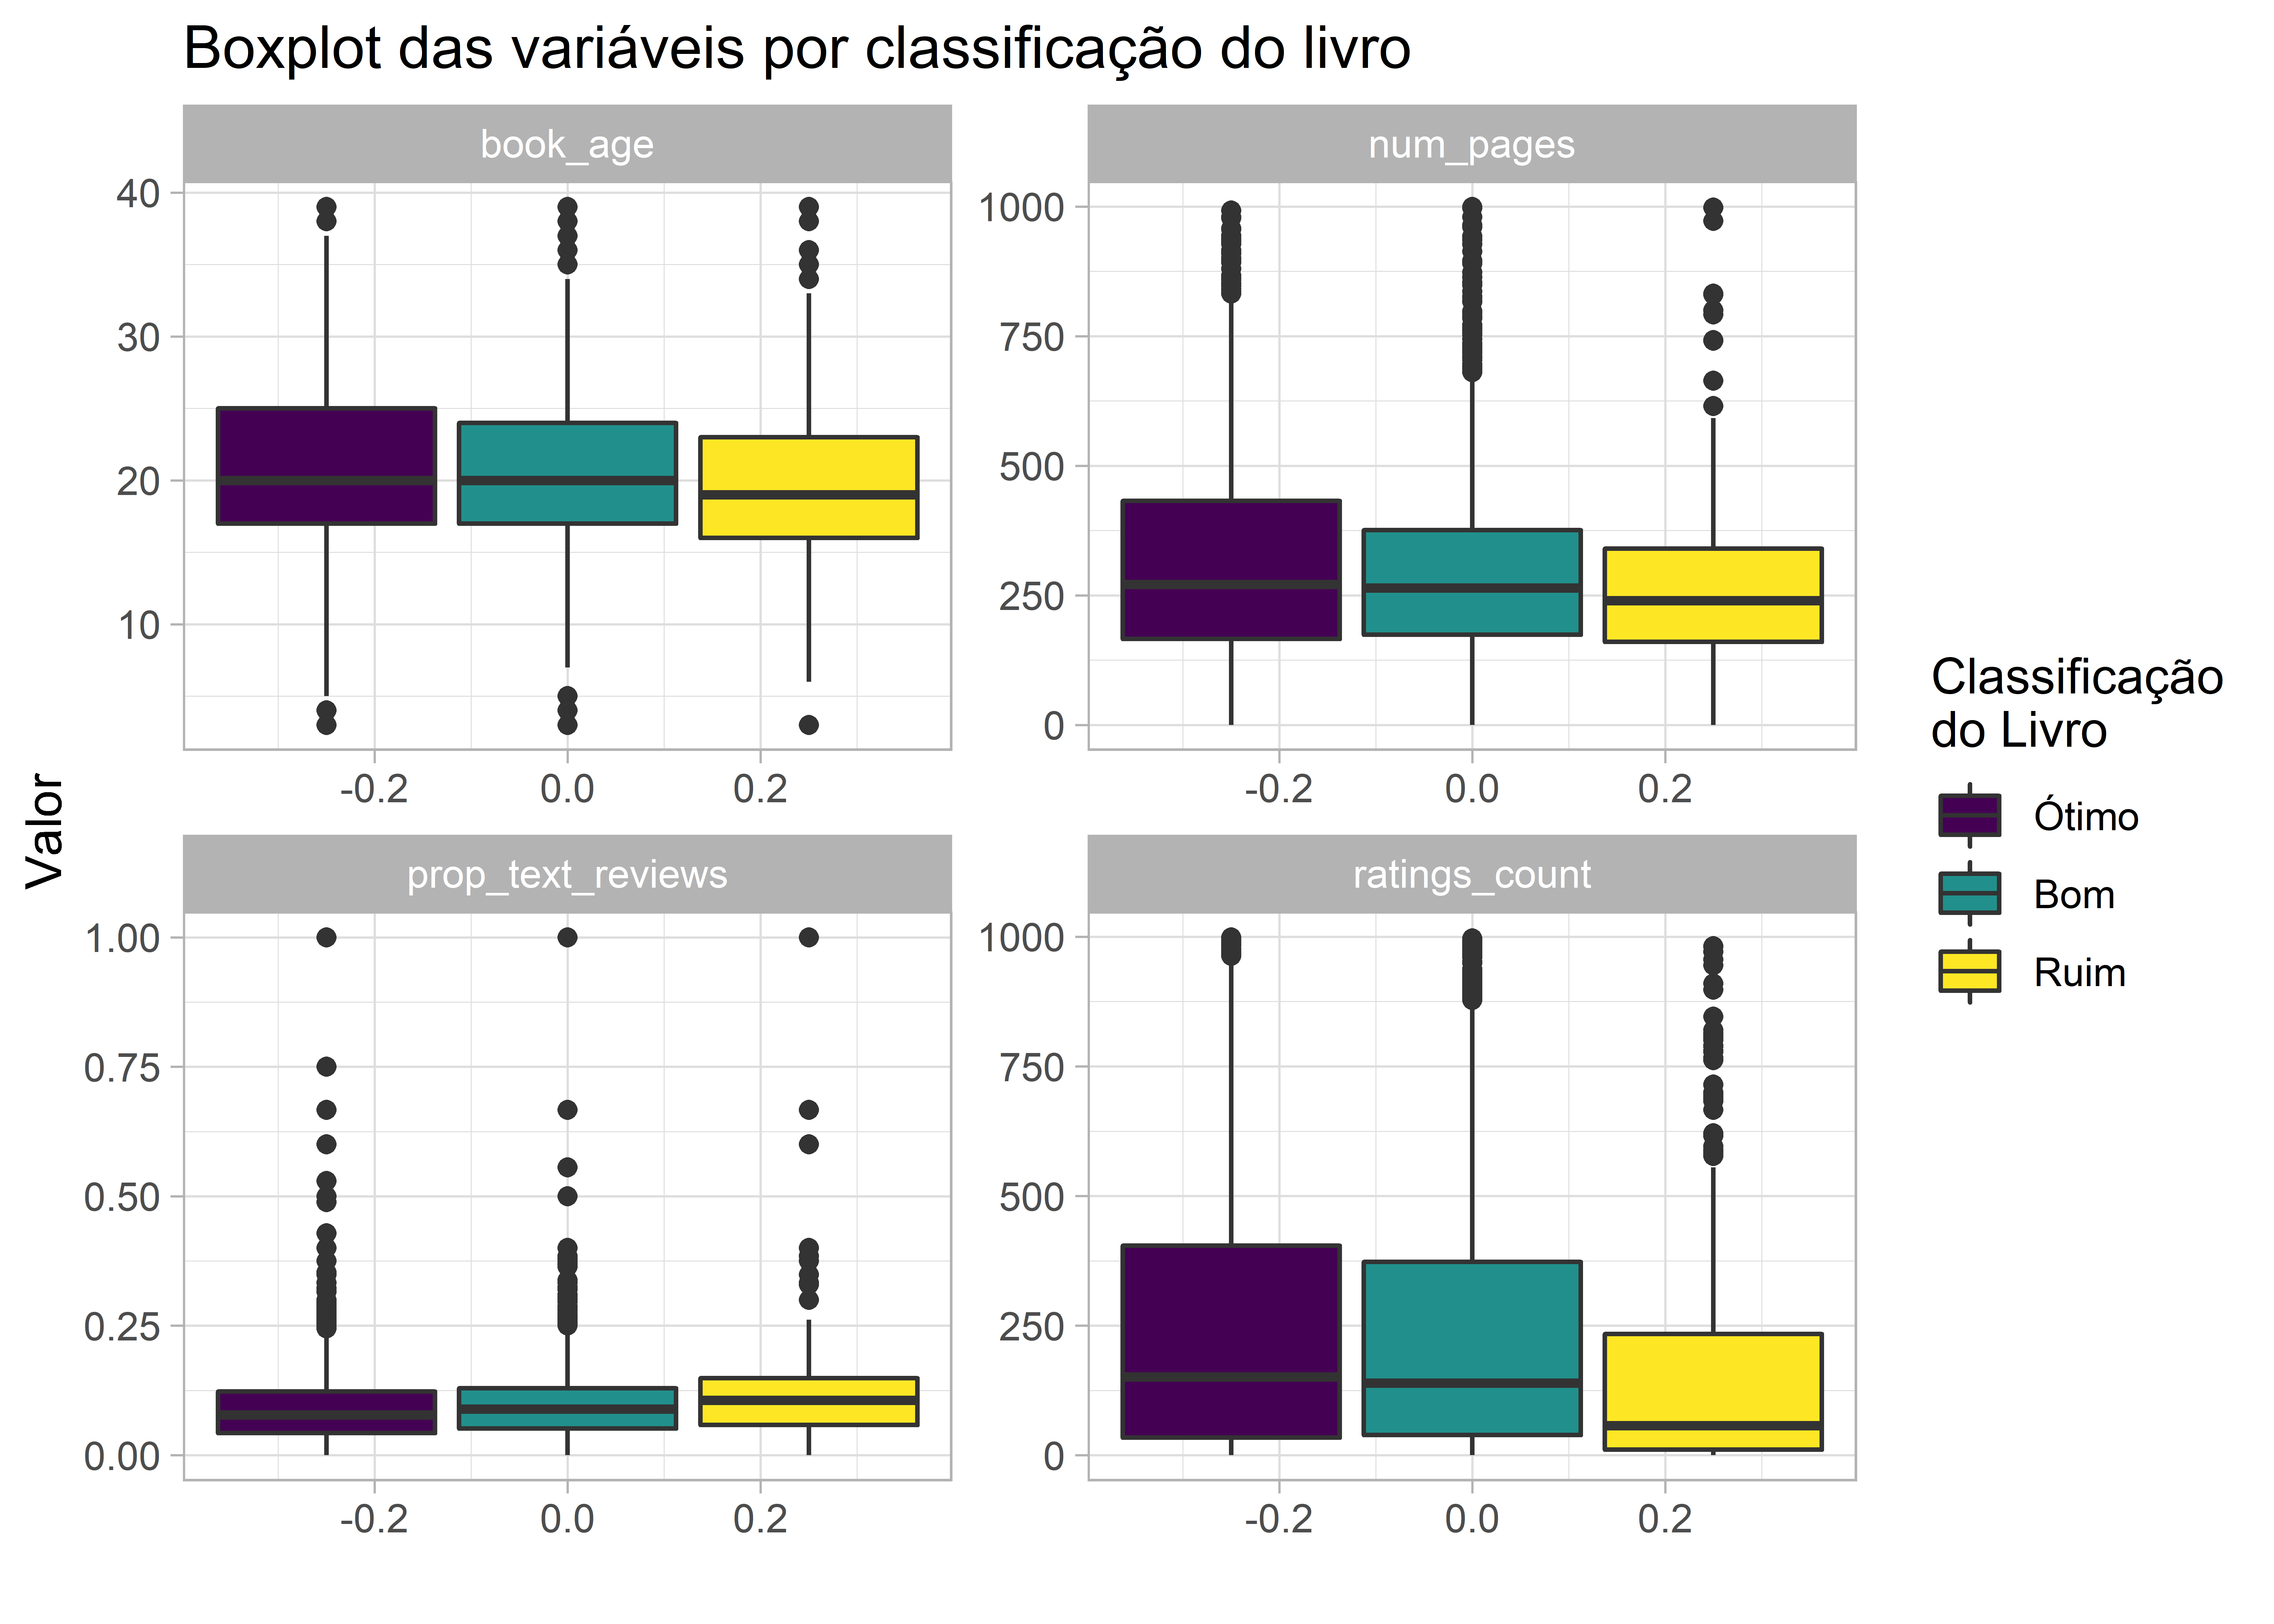 Boxplot das variáveis por classificação do livro
book_age
num_pages
40
30
20
10
1000
750
500
250
0
-0.2 0.0 0.2
-0.2 0.0 0.2
Valor
prop_text_reviews
ratings_count
1.00
0.75
0.50
0.25
0.00
1000
750
500
250
0
-0.2 0.0 0.2
-0.2 0.0 0.2
Classificação
do Livro
Ótimo
Bom
Ruim